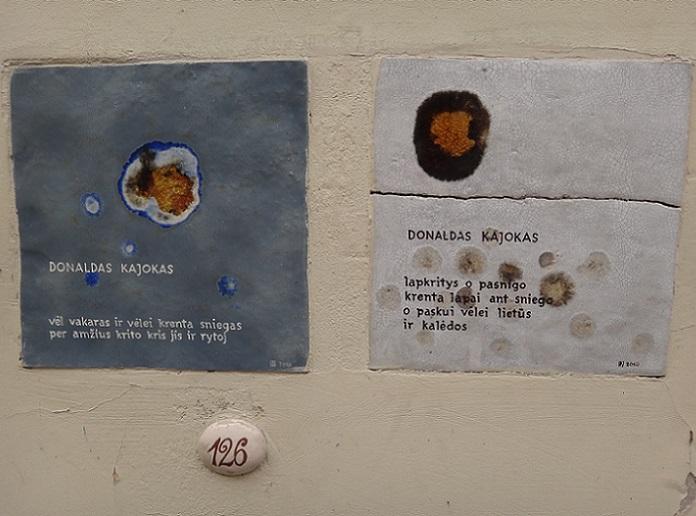 DONALDAS KAJOKAS
vėl vakaras ir vėlei krenta sniegas
per amžius krito kris jis ir rytoj
DONALDAS KAJOKAS
lapkritys o pasnigo
krenta lapai ant sniego
o paskui vėlei lietūs
ir kalėdos
2010
126